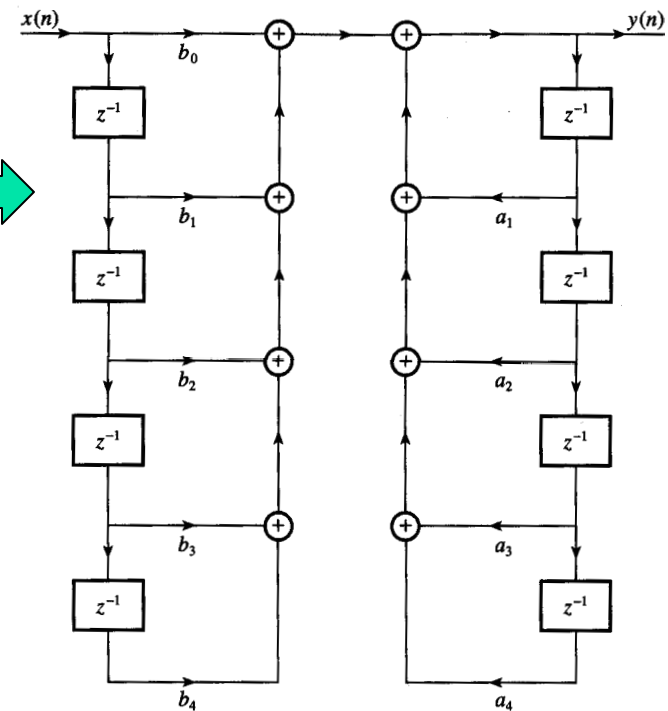 x(n) y(n)
b₀
z⁻¹ z⁻¹
b₁ a₁
z⁻¹ z⁻¹
b₂ a₂
z⁻¹ z⁻¹
b₃ a₃
z⁻¹ z⁻¹
b₄ a₄